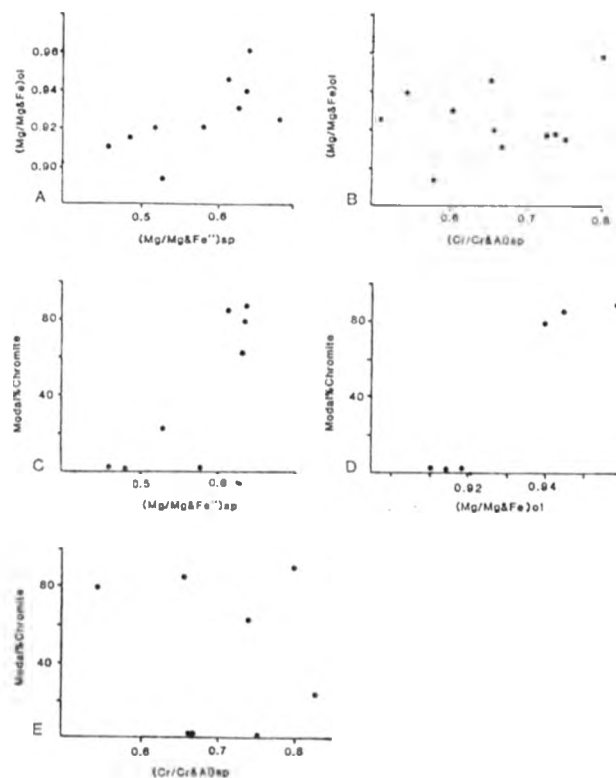 (Mg/Mg&Fe)ol
0.96
0.94
0.92
0.90
A
0.5 0.6
(Mg/Mg&Fe'')sp
(Mg/Mg&Fe)ol
B
0.6 0.7 0.8
(Cr/Cr&Al)sp
Modal%Chromite
80
40
C
0.5
(Mg/Mg&Fe'')sp
Modal%Chromite
80
40
D
0.92 0.94
(Mg/Mg&Fe)ol
Modal%Chromite
80
40
E
0.6 0.7 0.8
(Cr/Cr&Al)sp